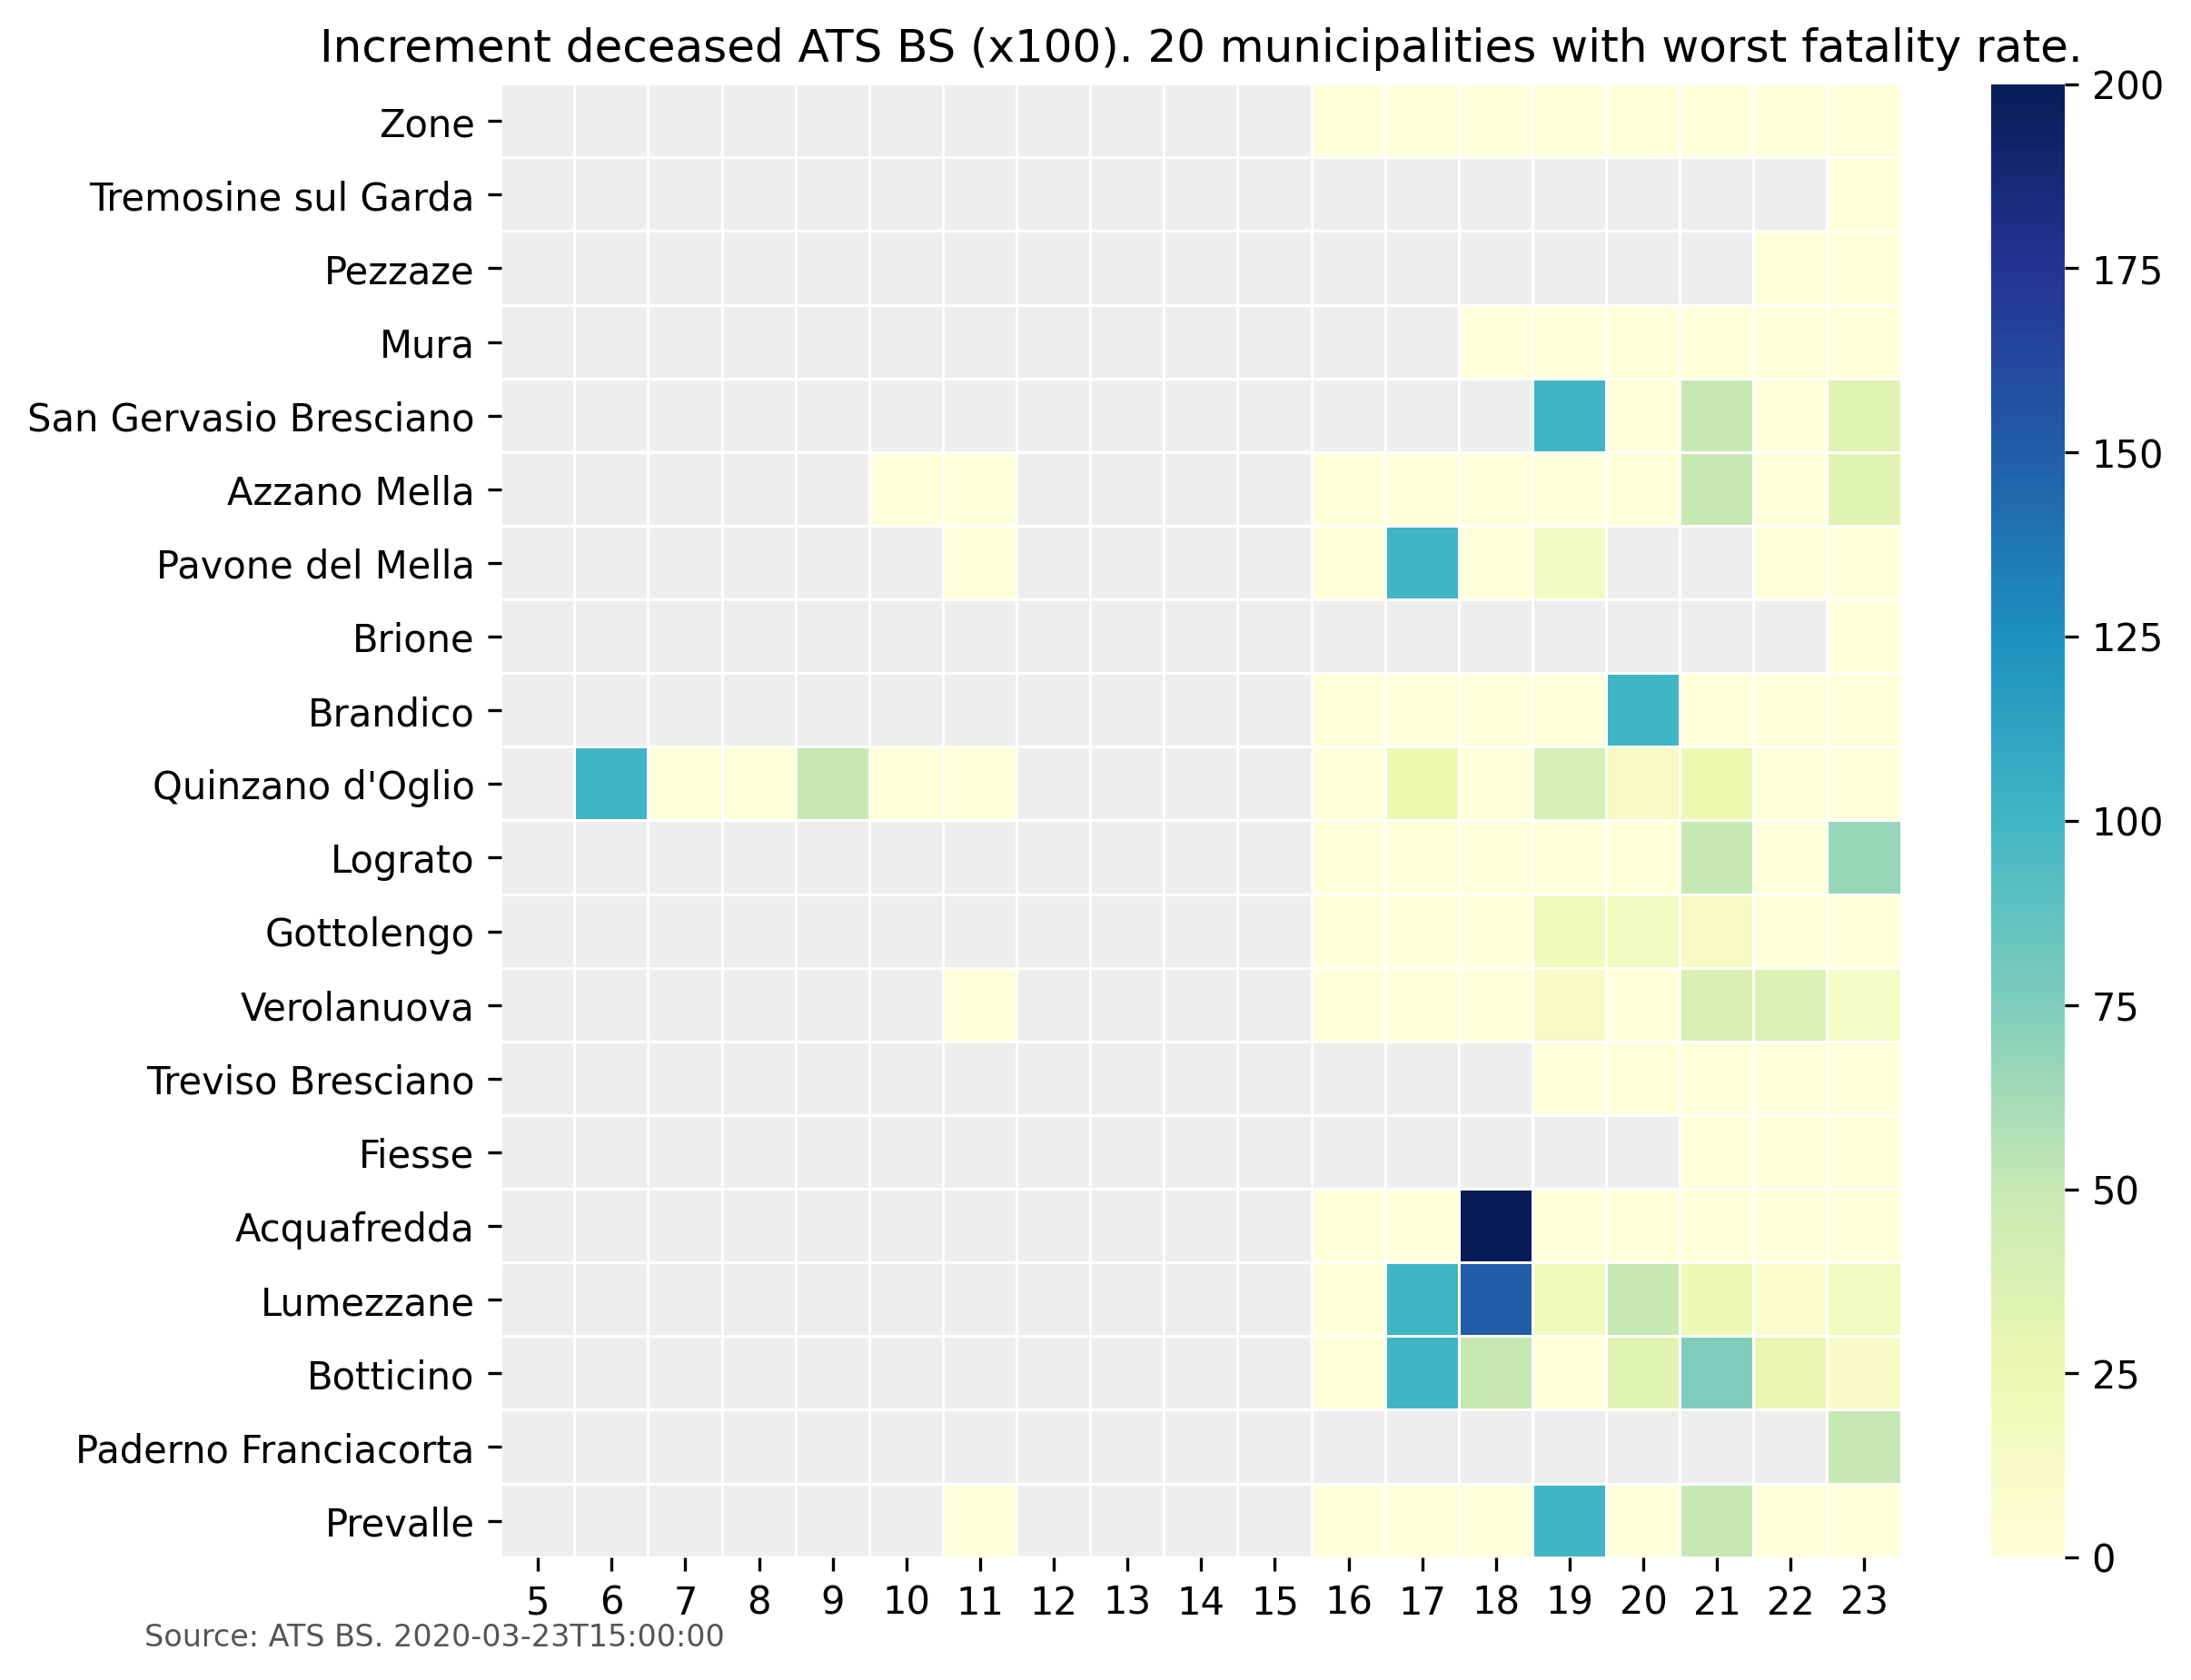 Increment deceased ATS BS (x100). 20 municipalities with worst fatality rate.
Zone
Tremosine sul Garda
Pezzaze
Mura
San Gervasio Bresciano
Azzano Mella
Pavone del Mella
Brione
Brandico
Quinzano d'Oglio
Lograto
Gottolengo
Verolanuova
Treviso Bresciano
Fiesse
Acquafredda
Lumezzane
Botticino
Paderno Franciacorta
Prevalle
5 6 7 8 9 10 11 12 13 14 15 16 17 18 19 20 21 22 23
200
175
150
125
100
75
50
25
0
Source: ATS BS. 2020-03-23T15:00:00